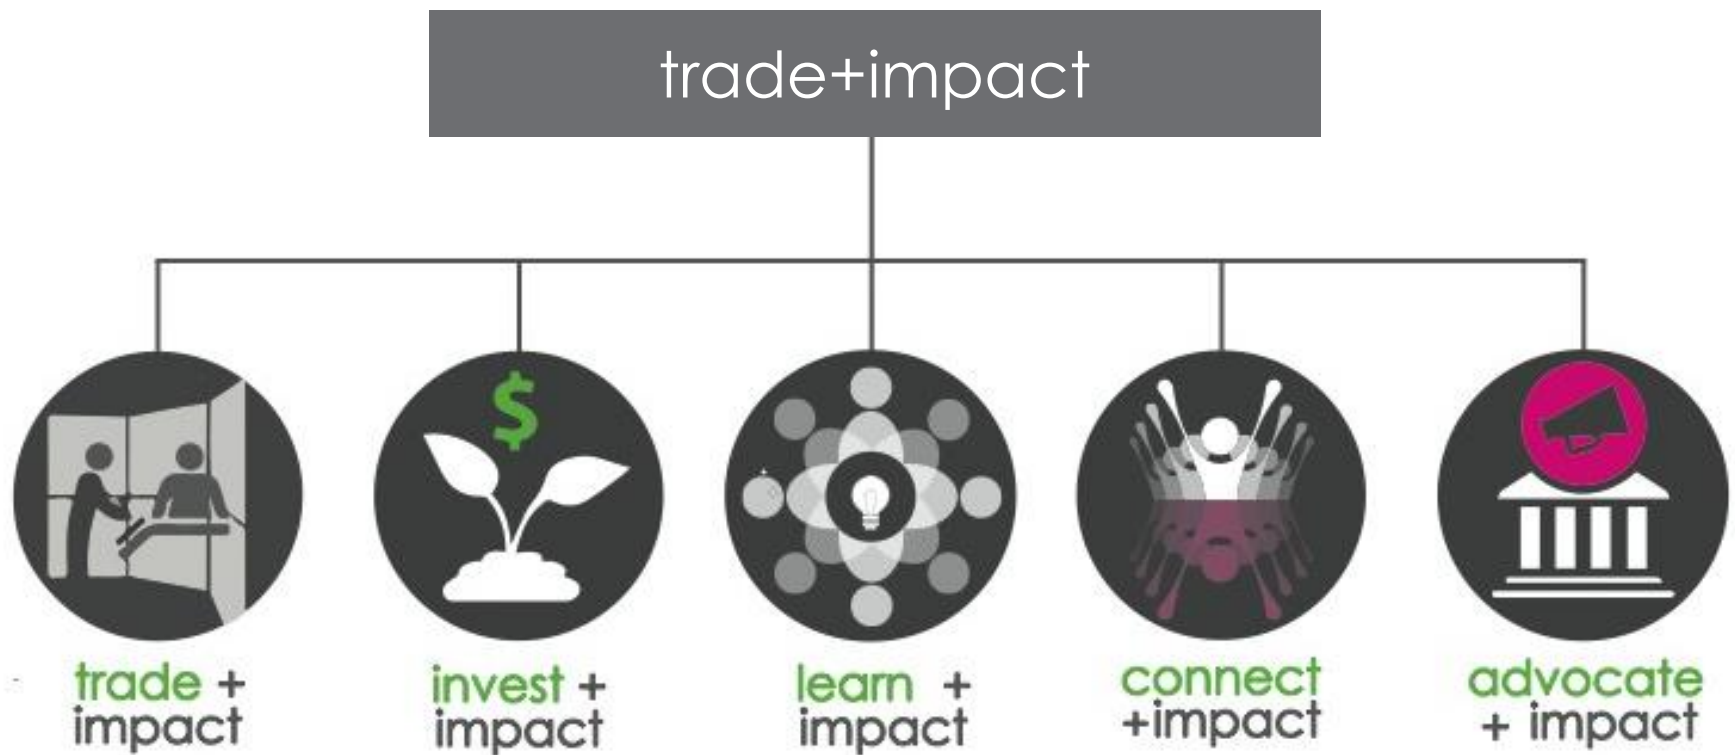 trade+impact
trade +
impact
invest +
impact
learn +
impact
connect
+impact
advocate
+ impact